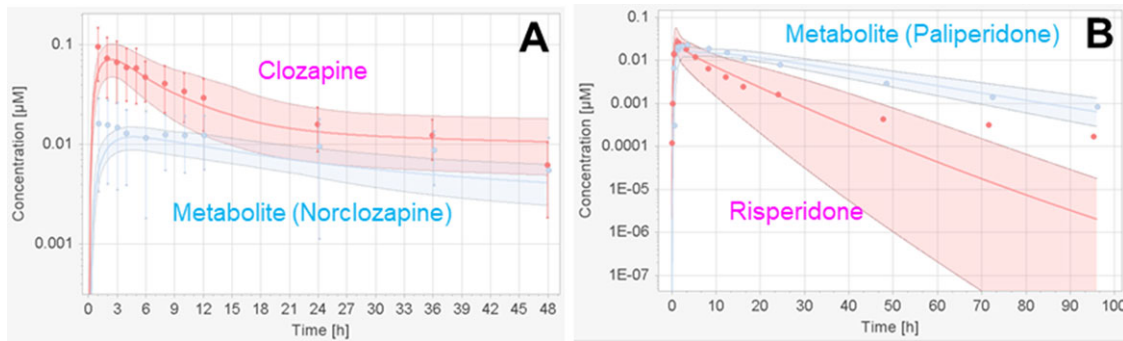 A
Clozapine
Metabolite (Norclozapine)
Concentration [µM]
0.1
0.01
0.001
0 3 6 9 12 15 18 21 24 27 30 33 36 39 42 45 48
Time [h]
B
Metabolite (Paliperidone)
Risperidone
Concentration [µM]
0.1
0.01
0.001
0.0001
1E-05
1E-06
1E-07
0 10 20 30 40 50 60 70 80 90 100
Time [h]